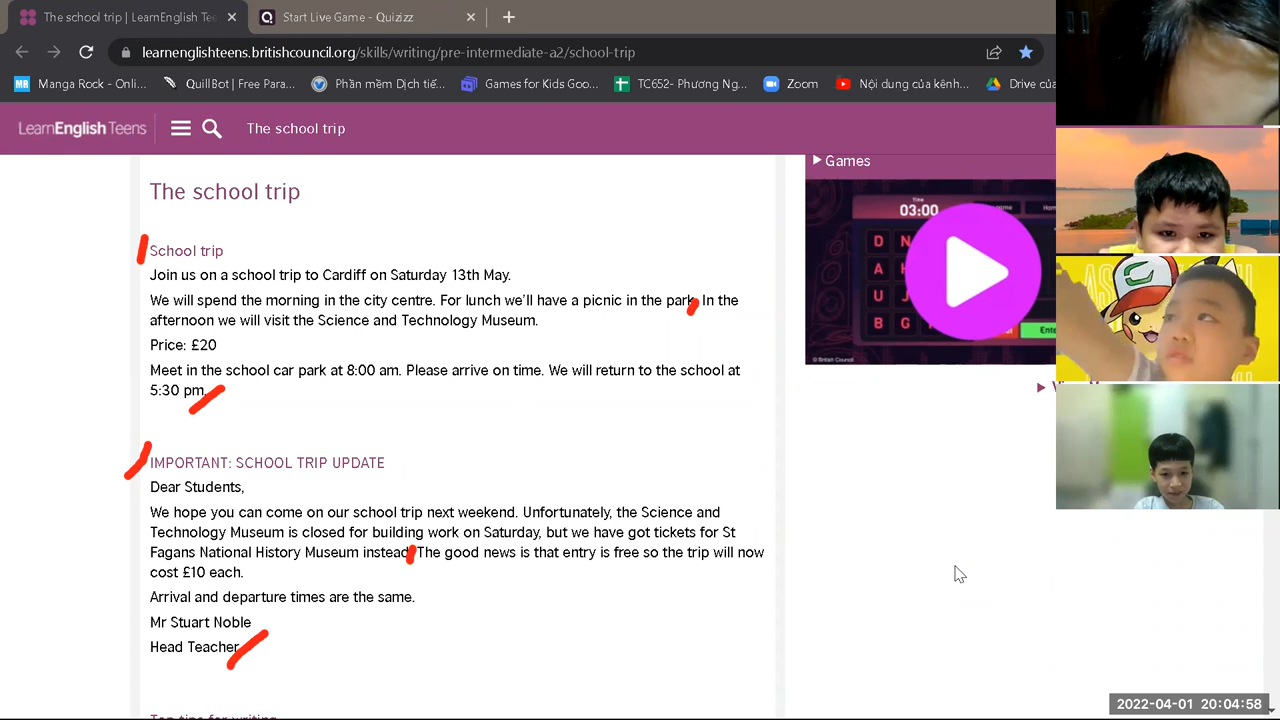 The school trip | LearnEnglish Tee
Start Live Game - Quizizz
learnenglishteens.britishcouncil.org/skills/writing/pre-intermediate-a2/school-trip
MR Manga Rock - Onli...
QuillBot | Free Para...
Phần mềm Dịch tiế...
Games for Kids Goo...
TC652- Phương Ng...
Zoom
Nội dung của kênh...
Drive củ
LearnEnglish Teens
The school trip
Games
The school trip
03:00
School trip
D N
Join us on a school trip to Cardiff on Saturday 13th May.
A H
We will spend the morning in the city centre. For lunch we'll have a picnic in the park. In the
afternoon we will visit the Science and Technology Museum.
B G
Ente
Price: £20
© British Council
Meet in the school car park at 8:00 am. Please arrive on time. We will return to the school at
5:30 pm.
IMPORTANT: SCHOOL TRIP UPDATE
Dear Students,
We hope you can come on our school trip next weekend. Unfortunately, the Science and
Technology Museum is closed for building work on Saturday, but we have got tickets for St
Fagans National History Museum instead. The good news is that entry is free so the trip will now
cost £10 each.
Arrival and departure times are the same.
Mr Stuart Noble
Head Teacher
Top tips for writing
2022-04-01 20:04:58